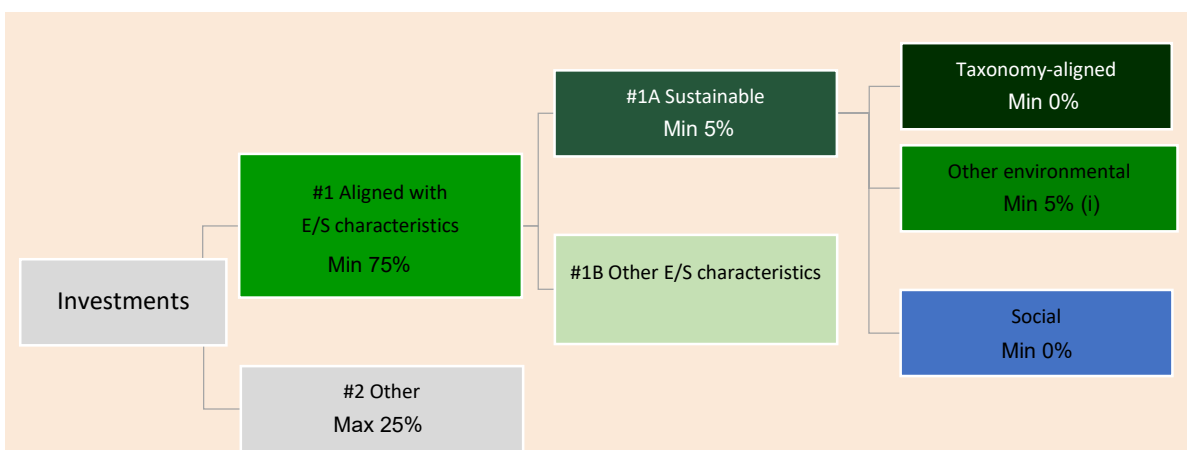 Investments
#1 Aligned with
E/S characteristics
Min 75%
#2 Other
Max 25%
#1A Sustainable
Min 5%
#1B Other E/S characteristics
Taxonomy-aligned
Min 0%
Other environmental
Min 5% (i)
Social
Min 0%